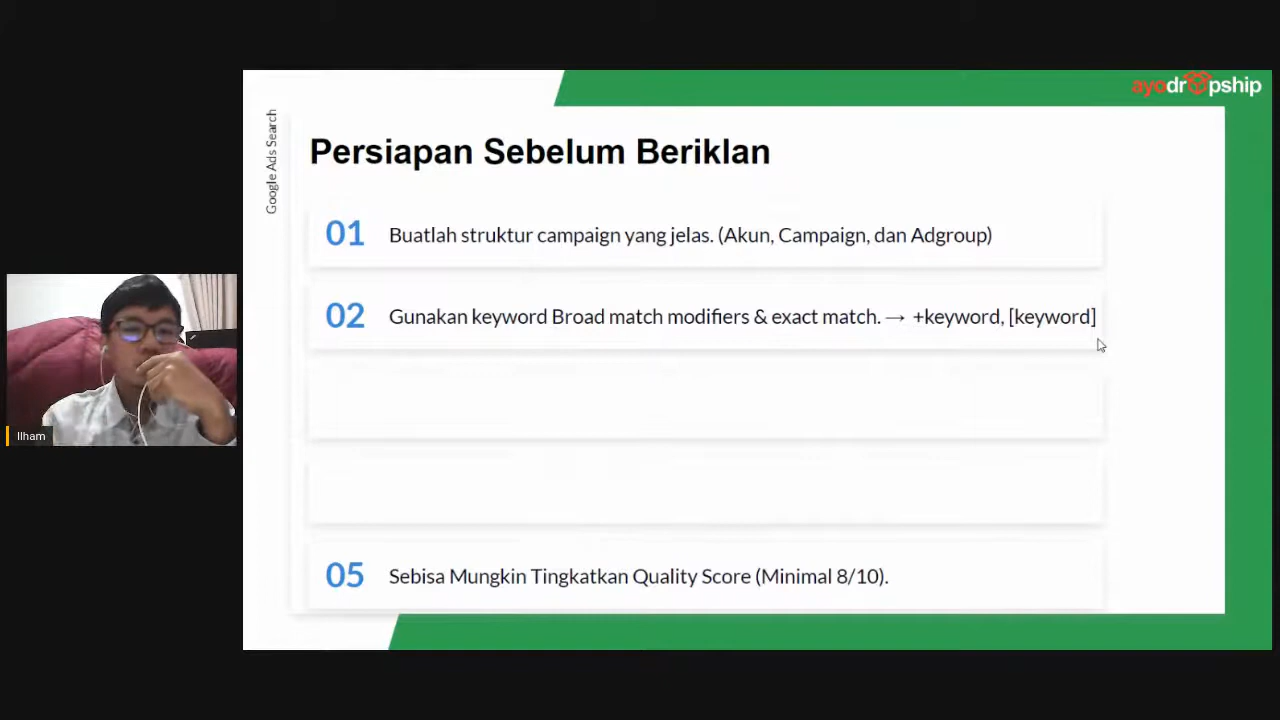 ayodropship
Google Ads Search
Persiapan Sebelum Beriklan
01 Buatlah struktur campaign yang jelas. (Akun, Campaign, dan Adgroup)
02 Gunakan keyword Broad match modifiers & exact match. → +keyword, [keyword]
05 Sebisa Mungkin Tingkatkan Quality Score (Minimal 8/10).
Ilham